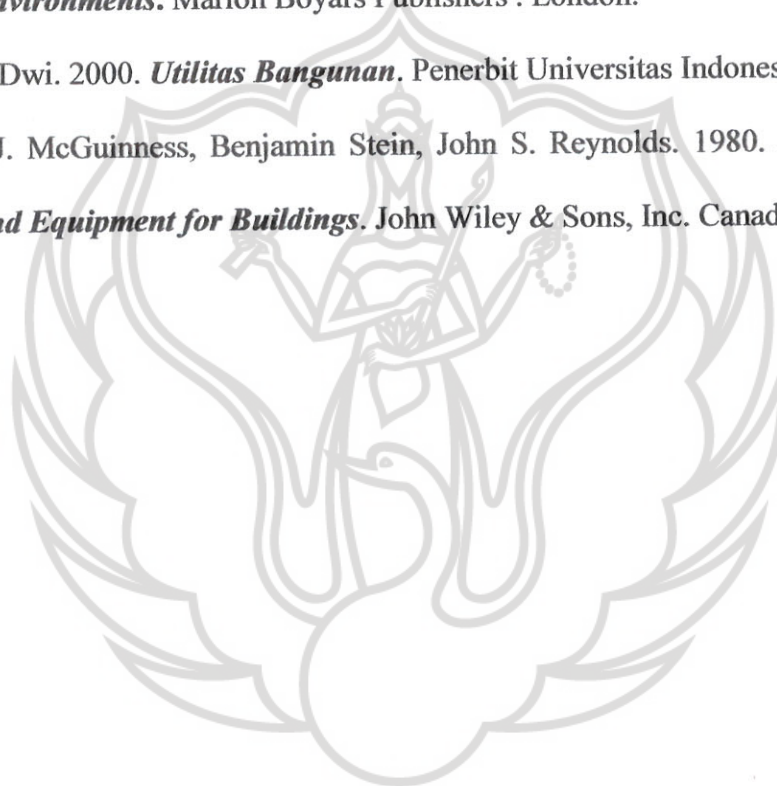 vironments. Marion Boyars Publishers : London.
Dwi. 2000. Utilitas Bangunan. Penerbit Universitas Indones
J. McGuinness, Benjamin Stein, John S. Reynolds. 1980.
nd Equipment for Buildings. John Wiley & Sons, Inc. Canad